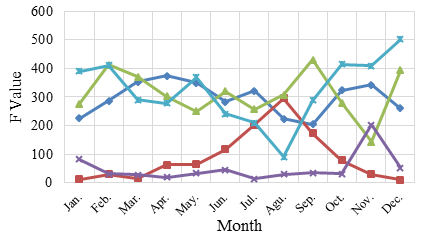 600
500
400
300
200
100
0
F Value
Jan. Feb. Mar. Apr. May. Jun. Jul. Agu. Sep. Oct. Nov. Dec.
Month